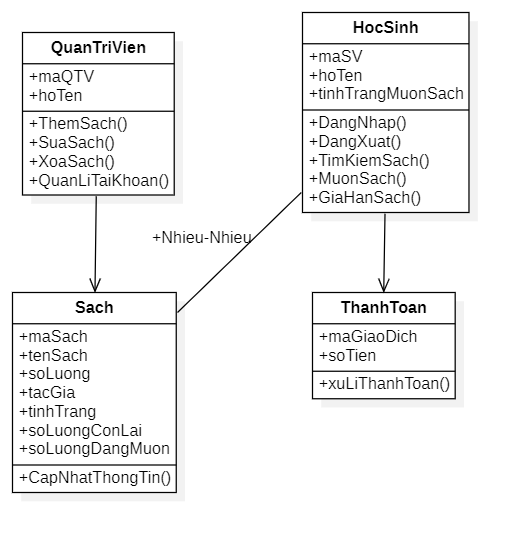 QuanTriVien
+maQTV
+hoTen
+ThemSach()
+SuaSach()
+XoaSach()
+QuanLiTaiKhoan()
HocSinh
+maSV
+hoTen
+tinhTrangMuonSach
+DangNhap()
+DangXuat()
+TimKiemSach()
+MuonSach()
+GiaHanSach()
+Nhieu-Nhieu
Sach
+maSach
+tenSach
+soLuong
+tacGia
+tinhTrang
+soLuongConLai
+soLuongDangMuon
+CapNhatThongTin()
ThanhToan
+maGiaoDich
+soTien
+xuLiThanhToan()